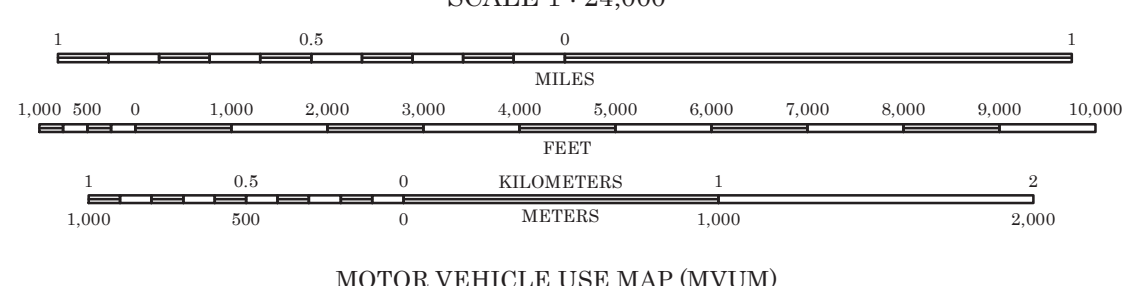 SCALE 1 : 24,000
1 0.5 0 1
MILES
1,000 500 0 1,000 2,000 3,000 4,000 5,000 6,000 7,000 8,000 9,000 10,000
FEET
1 0.5 0 KILOMETERS 1 2
1,000 500 0 METERS 1,000 2,000
MOTOR VEHICLE USE MAP (MVUM)